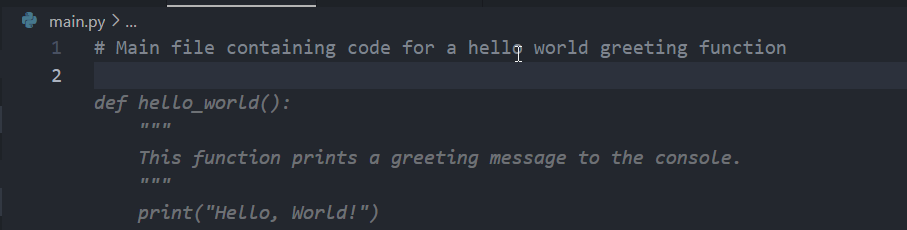 main.py > ...
1 # Main file containing code for a hello world greeting function
2
def hello_world():
    """
    This function prints a greeting message to the console.
    """
    print("Hello, World!")